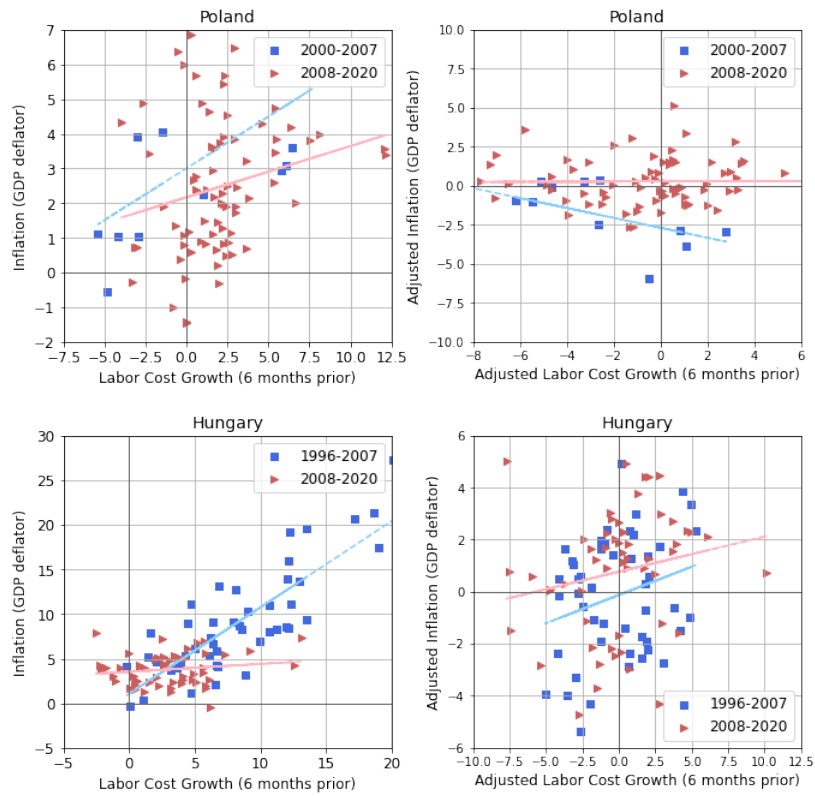 Poland
7
6
5
4
3
2
1
0
−1
−2
−7.5 −5.0 −2.5 0.0 2.5 5.0 7.5 10.0 12.5
Inflation (GDP deflator)
Labor Cost Growth (6 months prior)
2000-2007
2008-2020
Poland
10.0
7.5
5.0
2.5
0.0
−2.5
−5.0
−7.5
−10.0
−8 −6 −4 −2 0 2 4 6
Adjusted Inflation (GDP deflator)
Adjusted Labor Cost Growth (6 months prior)
2000-2007
2008-2020
Hungary
30
25
20
15
10
5
0
−5
−5 0 5 10 15 20
Inflation (GDP deflator)
Labor Cost Growth (6 months prior)
1996-2007
2008-2020
Hungary
6
4
2
0
−2
−4
−6
−10.0 −7.5 −5.0 −2.5 0.0 2.5 5.0 7.5 10.0 12.5
Adjusted Inflation (GDP deflator)
Adjusted Labor Cost Growth (6 months prior)
1996-2007
2008-2020